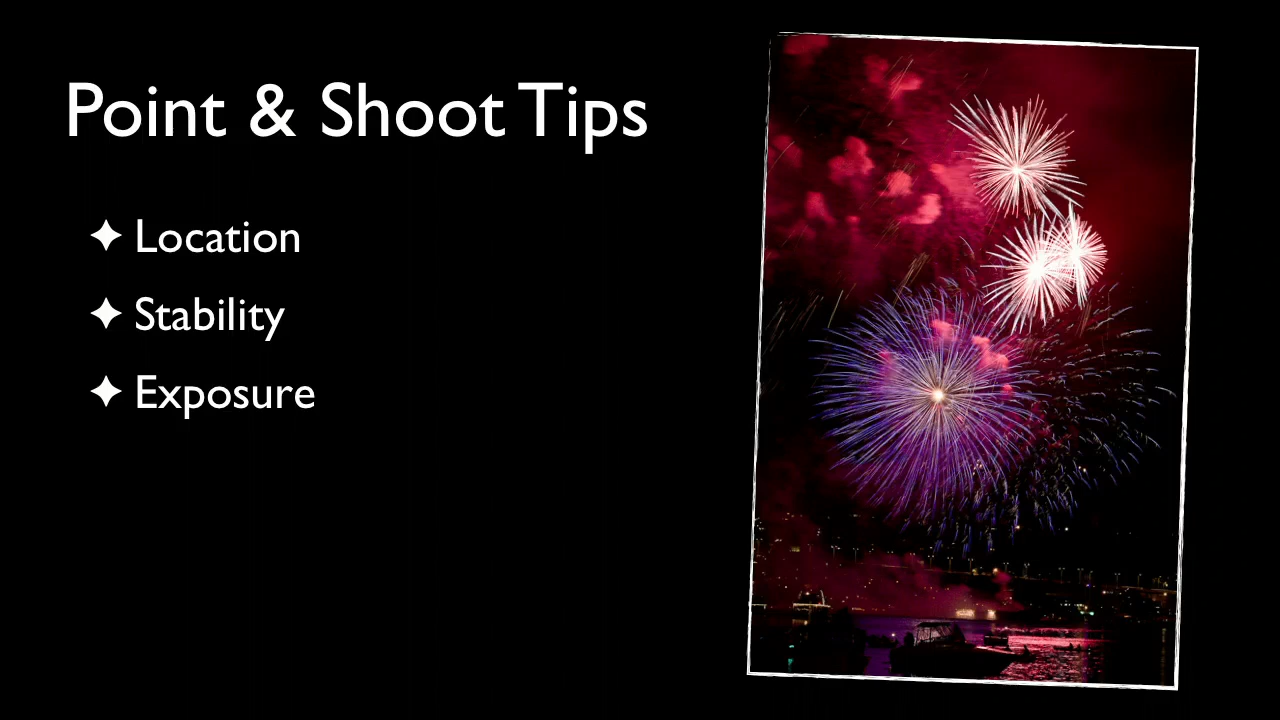 Point & Shoot Tips
✦ Location
✦ Stability
✦ Exposure